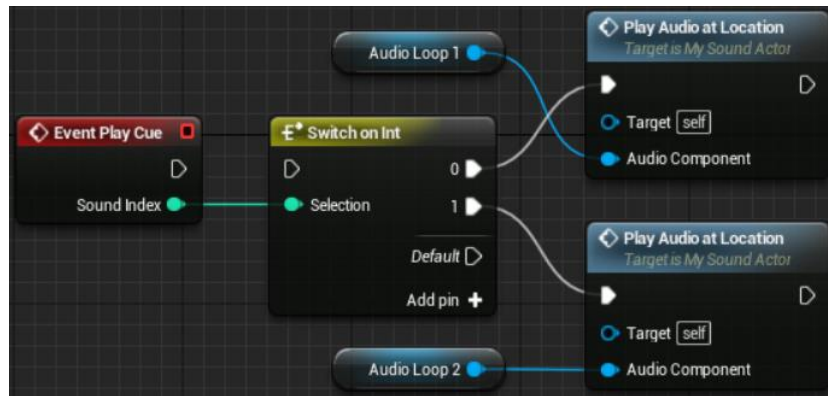 Event Play Cue
Sound Index
Switch on Int
0
Selection
1
Default
Add pin
Audio Loop 1
Play Audio at Location
Target is My Sound Actor
Target self
Audio Component
Audio Loop 2
Play Audio at Location
Target is My Sound Actor
Target self
Audio Component